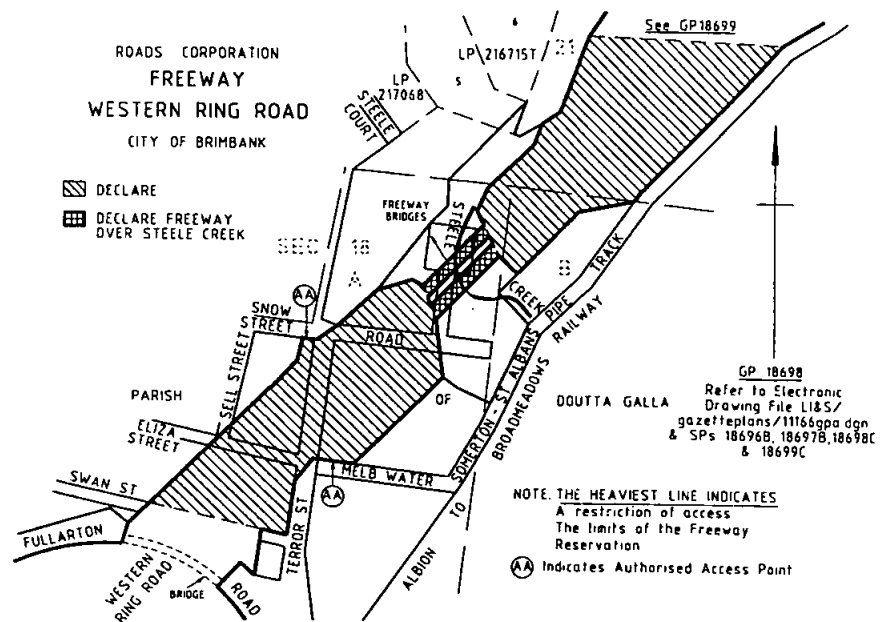 ROADS CORPORATION
FREEWAY
WESTERN RING ROAD
CITY OF BRIMBANK
DECLARE
DECLARE FREEWAY
OVER STEELE CREEK
1
6
LP 216715T
21
LP
217068
5
STEELE
COURT
See GP18699
FREEWAY
BRIDGES
STEELE
SEC 18
A
B
CREEK
PIPE TRACK
AA
SNOW
STREET
ROAD
SELL STREET
PARISH
ELIZA
STREET
OF
DOUTTA GALLA
SOMERTON - ST ALBANS
ALBION TO BROADMEADOWS RAILWAY
MELB WATER
AA
SWAN ST
TERROR ST
FULLARTON
ROAD
WESTERN
RING ROAD
BRIDGE
GP 18698
Refer to Electronic
Drawing File LI&S/
gazetteplans/11166gpa.dgn
& SPs 18696B, 18697B, 18698C
& 18699C
NOTE. THE HEAVIEST LINE INDICATES
A restriction of access
The limits of the Freeway
Reservation
AA Indicates Authorised Access Point